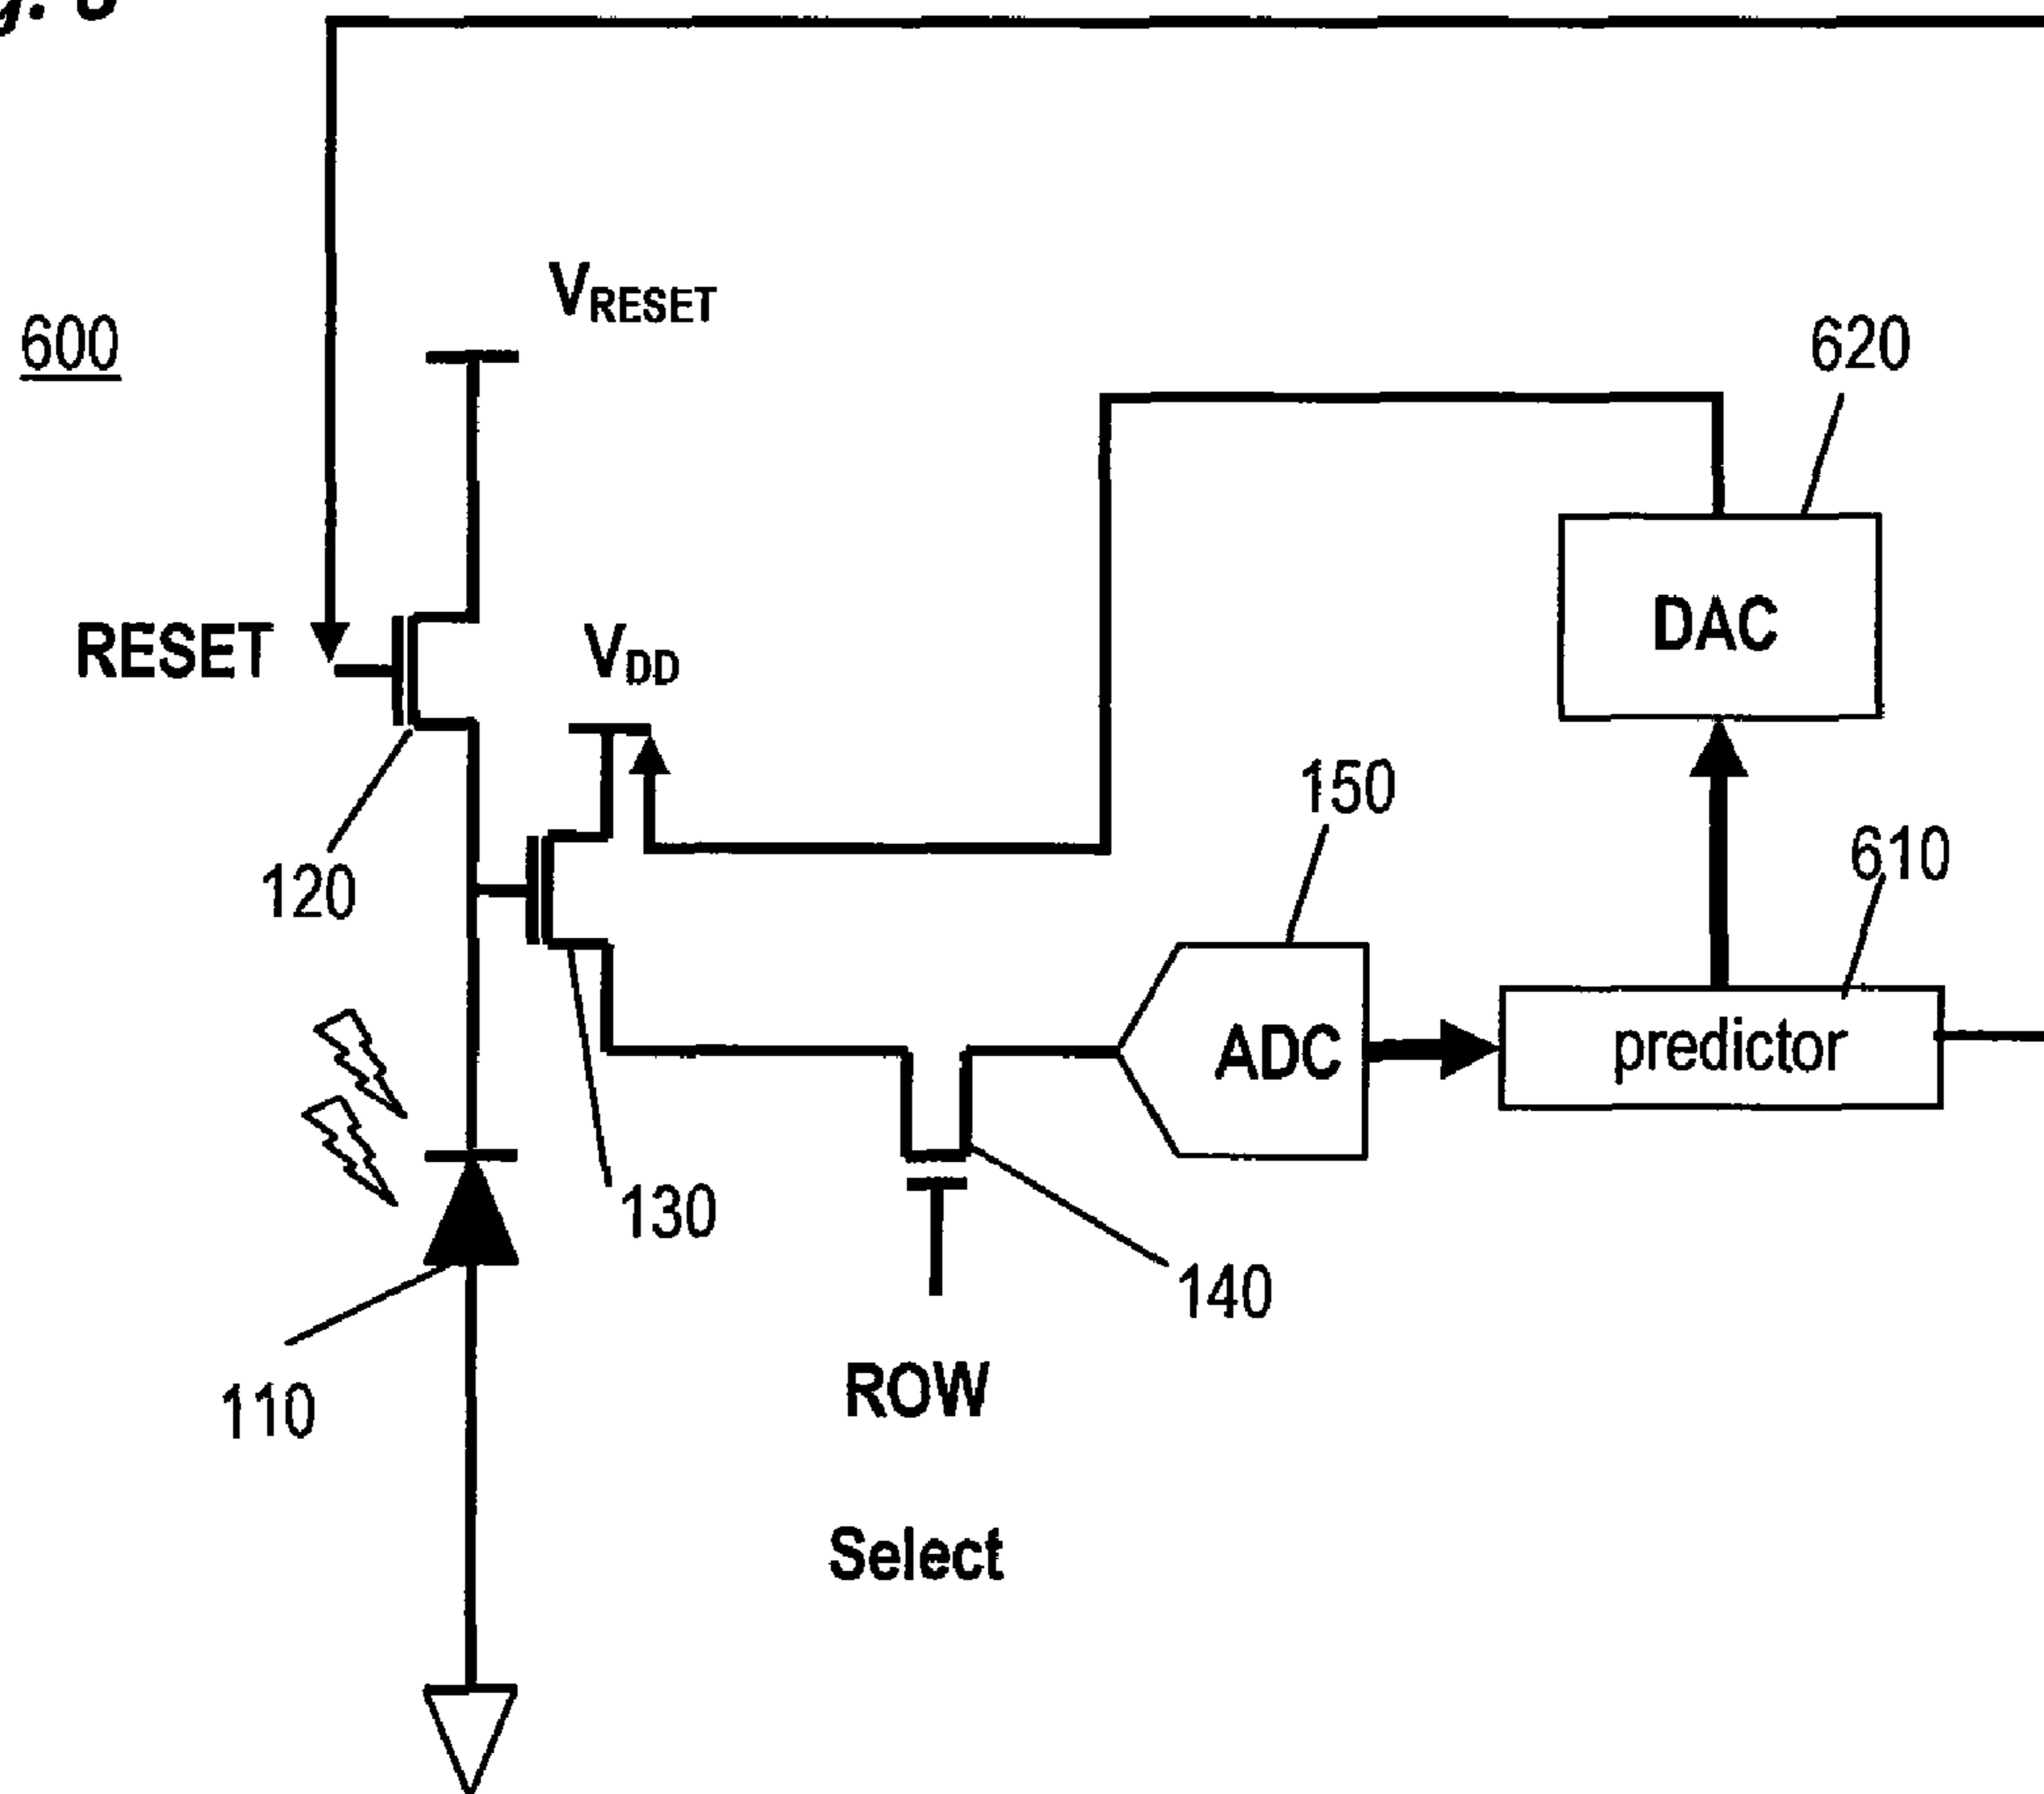 600
VRESET
620
RESET
VDD
DAC
150
120
610
ADC
predictor
130
140
110
ROW
Select